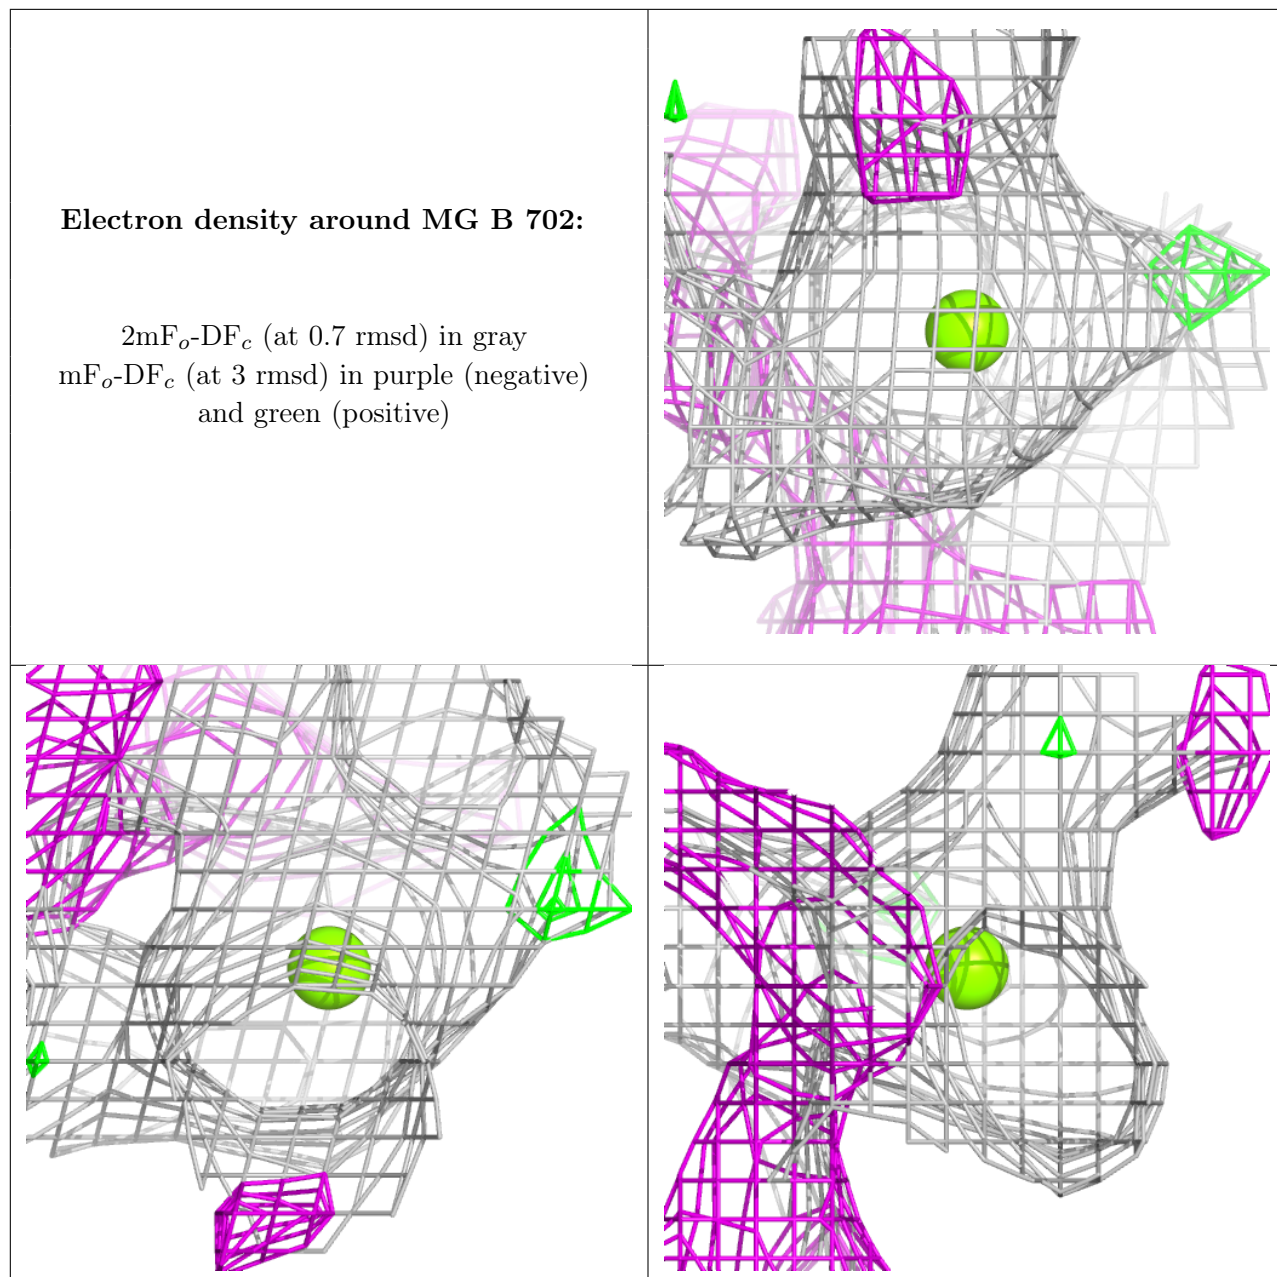 Electron density around MG B 702:
2mFo-DFc (at 0.7 rmsd) in gray
mFo-DFc (at 3 rmsd) in purple (negative)
and green (positive)